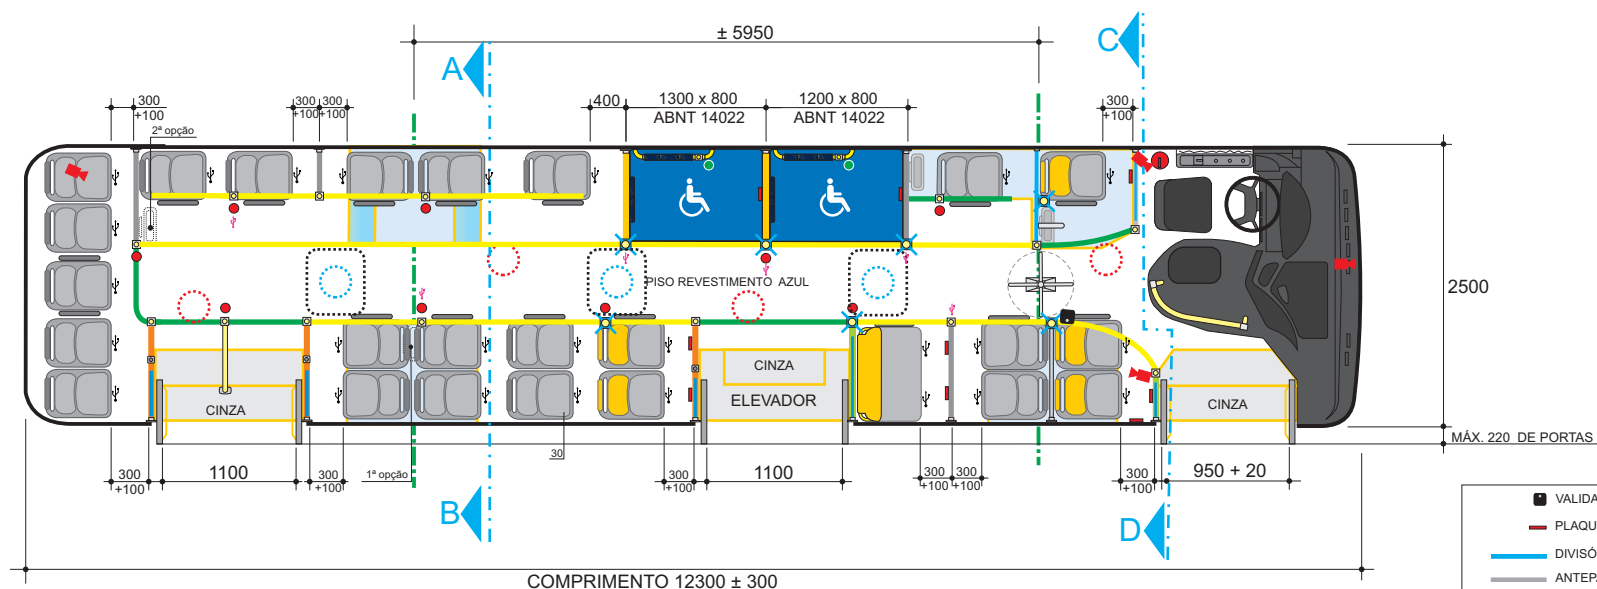 ± 5950
C
A
300
+100
2ª opção
300
+100
300
+100
400
1300 x 800
ABNT 14022
1200 x 800
ABNT 14022
300
+100
2500
PISO REVESTIMENTO AZUL
CINZA
CINZA
ELEVADOR
CINZA
MÁX. 220 DE PORTAS
30
300
+100
1100
300
+100
1ª opção
300
+100
1100
300
+100
300
+100
300
+100
950 + 20
B
D
VALIDA
PLAQU
DIVISÓ
ANTEPA
COMPRIMENTO 12300 ± 300